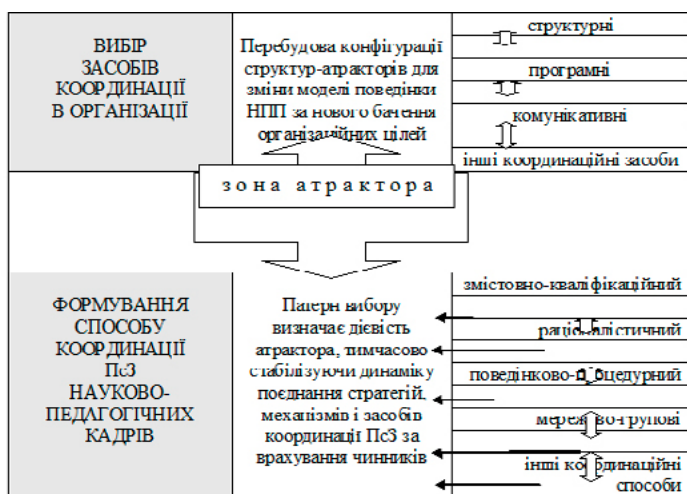 ВИБІР
ЗАСОБІВ
КООРДИНАЦІЇ
В ОРГАНІЗАЦІЇ
Перебудова конфігурації
структур-атракторів для
зміни моделі поведінки
НПП за нового бачення
організаційних цілей
структурні
програмні
комунікативні
інші координаційні засоби
зона атрактора
ФОРМУВАННЯ
СПОСОБУ
КООРДИНАЦІЇ
ПсЗ
НАУКОВО-
ПЕДАГОГІЧНИХ
КАДРІВ
Патерн вибору
визначає дієвість
атрактора, тимчасово
стабілізуючи динаміку
поєднання стратегій,
механізмів і засобів
координації ПсЗ за
врахування чинників
змістовно-кваліфікаційний
раціоналістичний
поведінково-процедурний
мережево-групові
інші координаційні
способи